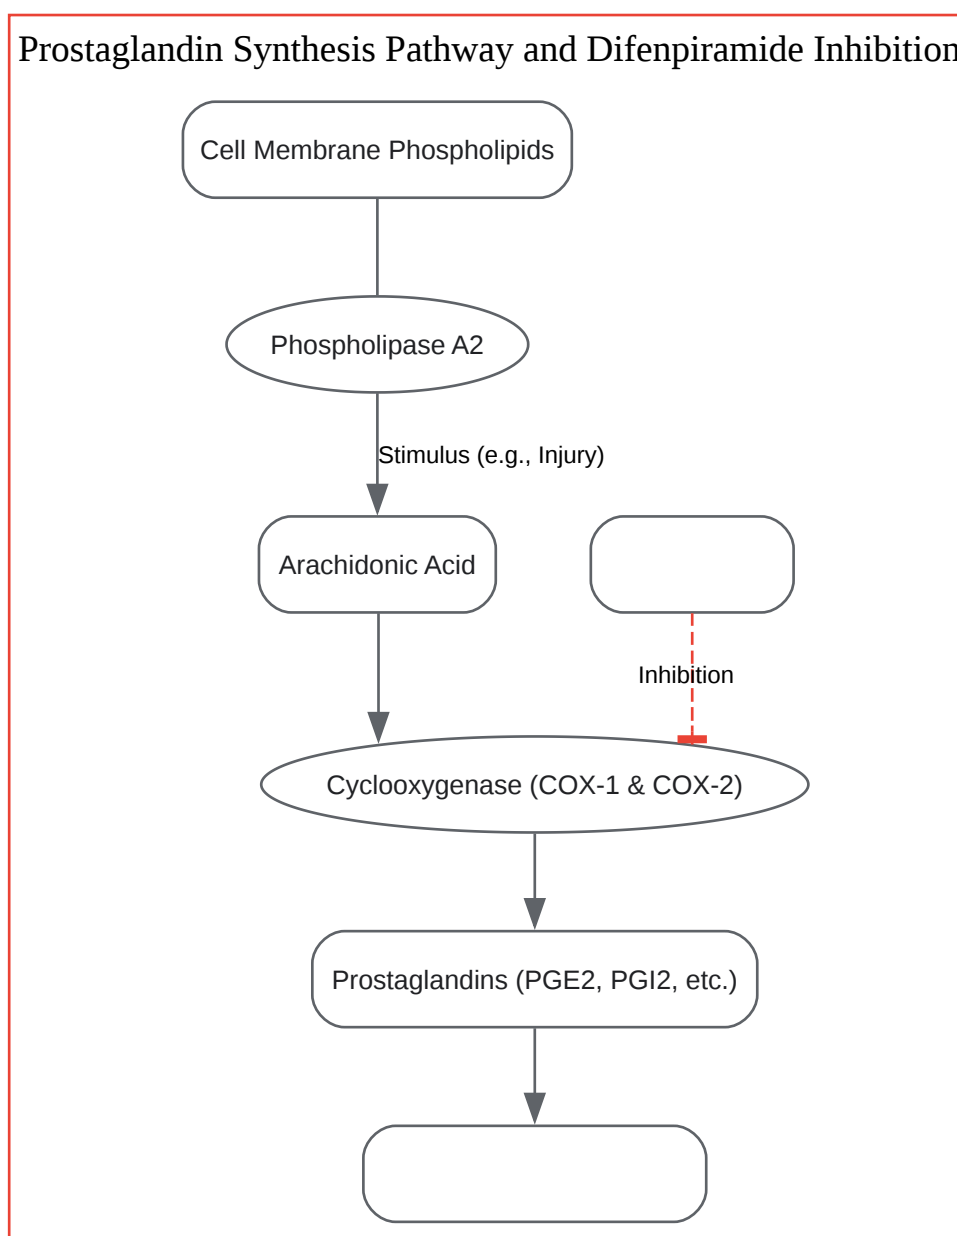 Prostaglandin Synthesis Pathway and Difenpiramide Inhibition
Cell Membrane Phospholipids
Phospholipase A2
Stimulus (e.g., Injury)
Arachidonic Acid
Inhibition
Cyclooxygenase (COX-1 & COX-2)
Prostaglandins (PGE2, PGI2, etc.)